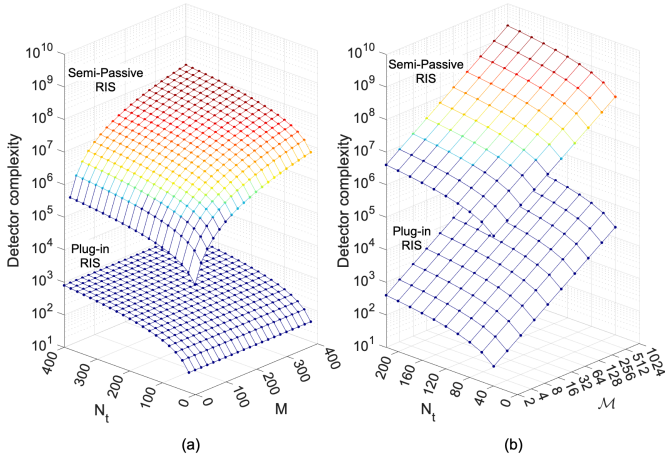 10^10
10^9
10^8
10^7
10^6
10^5
10^4
10^3
10^2
10^1
Detector complexity
Semi-Passive
RIS
Plug-in
RIS
400
300
200
100
0
N_t
0
100
200
300
400
M
(a)
10^10
10^9
10^8
10^7
10^6
10^5
10^4
10^3
10^2
10^1
Detector complexity
Semi-Passive
RIS
Plug-in
RIS
200
160
120
80
40
0
N_t
2
4
8
16
32
64
128
256
512
1024
ℳ
(b)